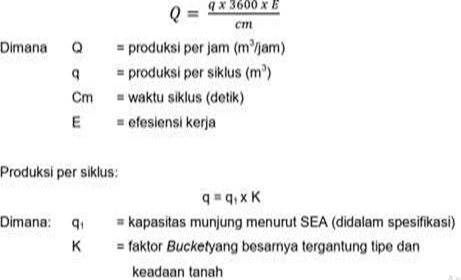 Q = q x 3600 x E / cm
Dimana Q = produksi per jam (m³/jam)
q = produksi per siklus (m³)
Cm = waktu siklus (detik)
E = efesiensi kerja
Produksi per siklus:
q = q₁ x K
Dimana: q₁ = kapasitas munjung menurut SEA (didalam spesifikasi)
K = faktor Bucketyang besarnya tergantung tipe dan
keadaan tanah